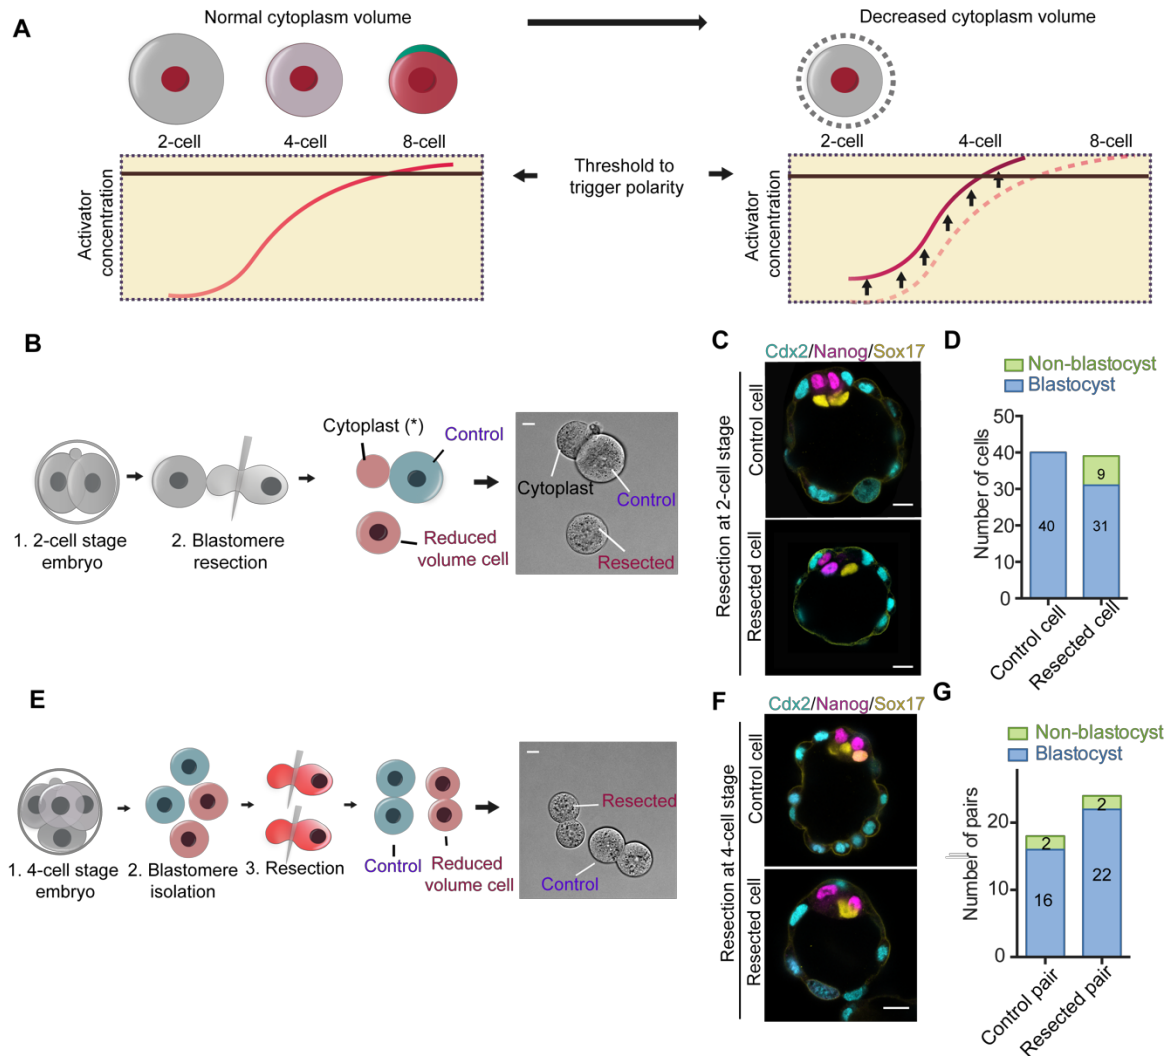 A
Normal cytoplasm volume
Decreased cytoplasm volume
2-cell
4-cell
8-cell
2-cell
4-cell
8-cell
Activator
concentration
Threshold to
trigger polarity
Activator
concentration
B
1. 2-stage stage
embryo
2. Blastomere
resection
Cytoplast (*)
Control
Reduced
volume cell
Cytoplast
Control
Resected
C
Cdx2/Nanog/Sox17
Resection at 2-cell stage
Control cell
Resected cell
D
Non-blastocyst
Blastocyst
Number of cells
50
40
30
20
10
0
40
9
31
Control cell
Resected cell
E
1. 4-cell stage
embryo
2. Blastomere
isolation
3. Resection
Control
Reduced
volume cell
Resected
Control
F
Cdx2/Nanog/Sox17
Resection at 4-cell stage
Control cell
Resected cell
G
Non-blastocyst
Blastocyst
Number of pairs
20
10
0
2
16
2
22
Control pair
Resected pair